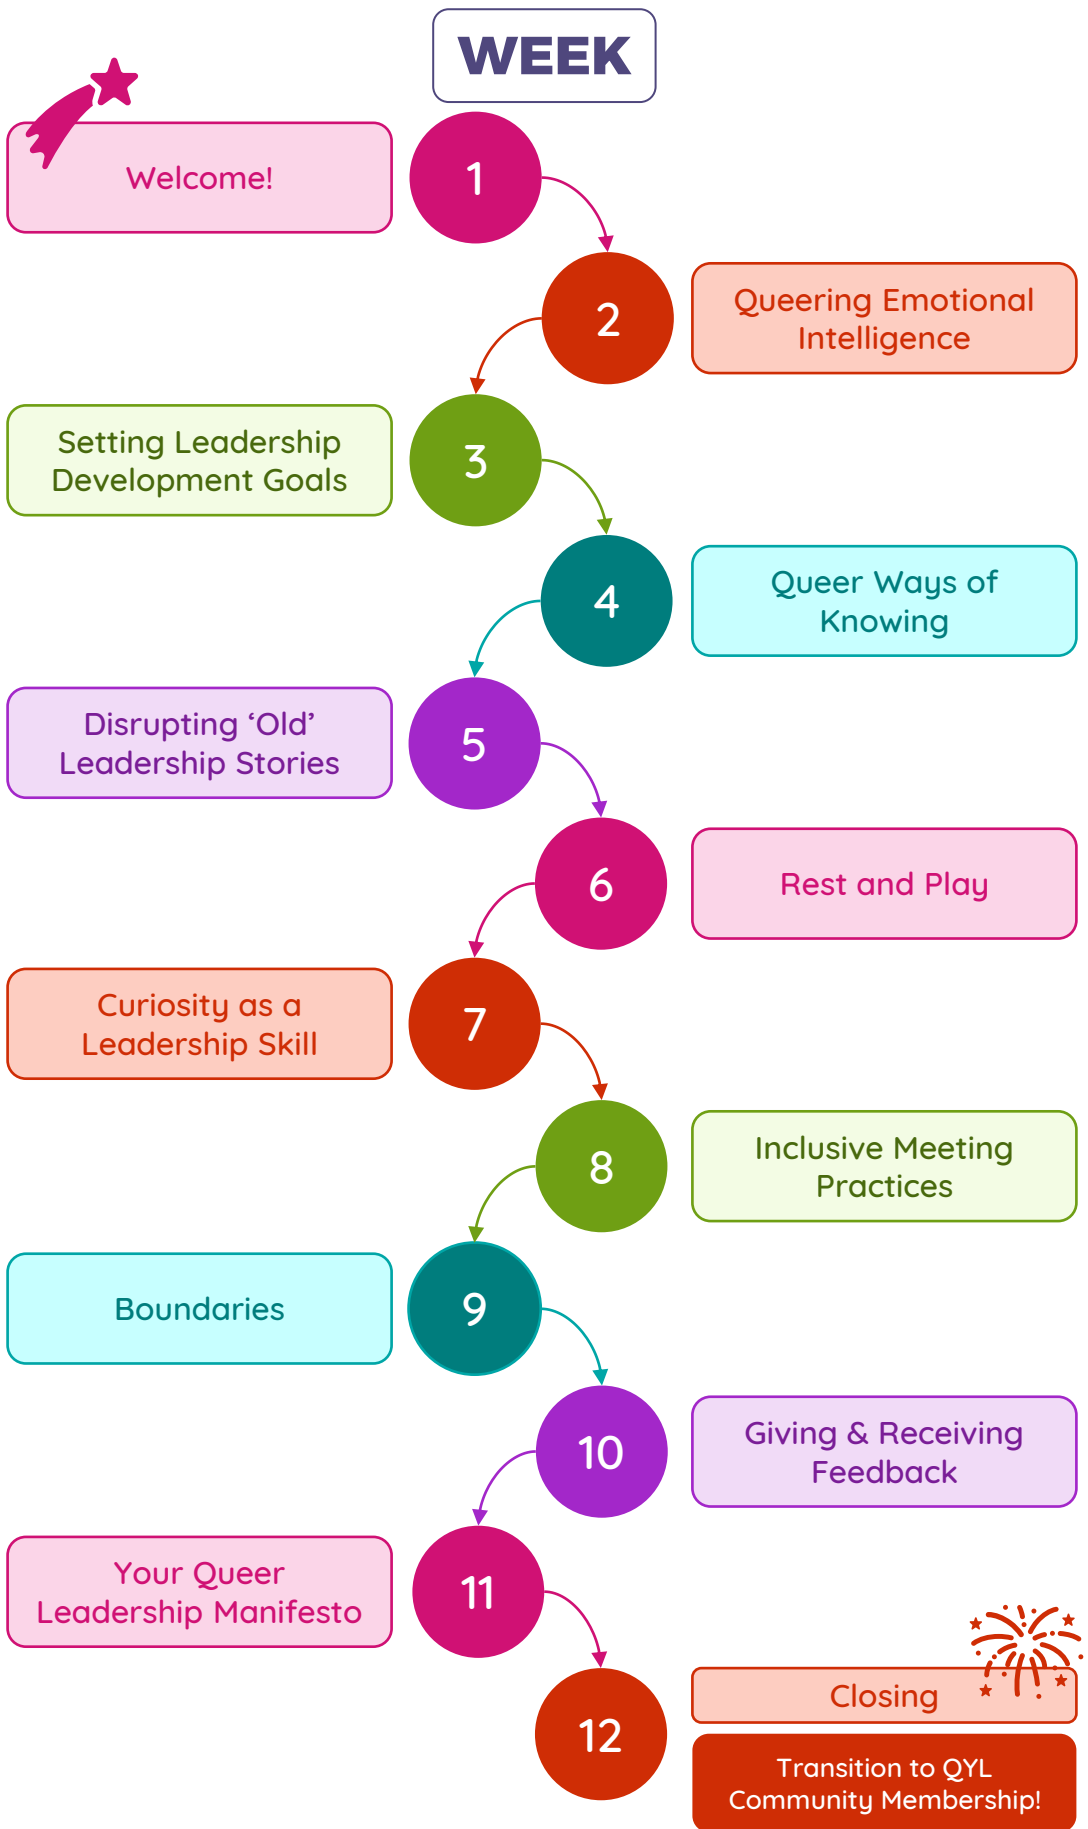 WEEK
Welcome!
1
2
Queering Emotional
Intelligence
Setting Leadership
Development Goals
3
4
Queer Ways of
Knowing
Disrupting ‘Old’
Leadership Stories
5
6
Rest and Play
Curiosity as a
Leadership Skill
7
8
Inclusive Meeting
Practices
Boundaries
9
10
Giving & Receiving
Feedback
Your Queer
Leadership Manifesto
11
12
Closing
Transition to QYL
Community Membership!